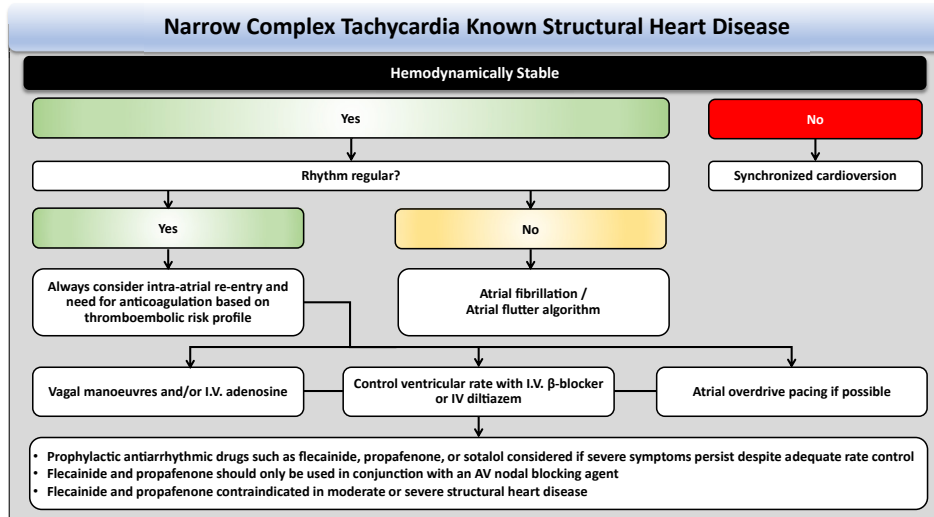 Narrow Complex Tachycardia Known Structural Heart Disease
Hemodynamically Stable
Yes
No
Rhythm regular?
Synchronized cardioversion
Yes
No
Always consider intra-atrial re-entry and
need for anticoagulation based on
thromboembolic risk profile
Atrial fibrillation /
Atrial flutter algorithm
Vagal manoeuvres and/or I.V. adenosine
Control ventricular rate with I.V. β-blocker
or IV diltiazem
Atrial overdrive pacing if possible
• Prophylactic antiarrhythmic drugs such as flecainide, propafenone, or sotalol considered if severe symptoms persist despite adequate rate control
• Flecainide and propafenone should only be used in conjunction with an AV nodal blocking agent
• Flecainide and propafenone contraindicated in moderate or severe structural heart disease